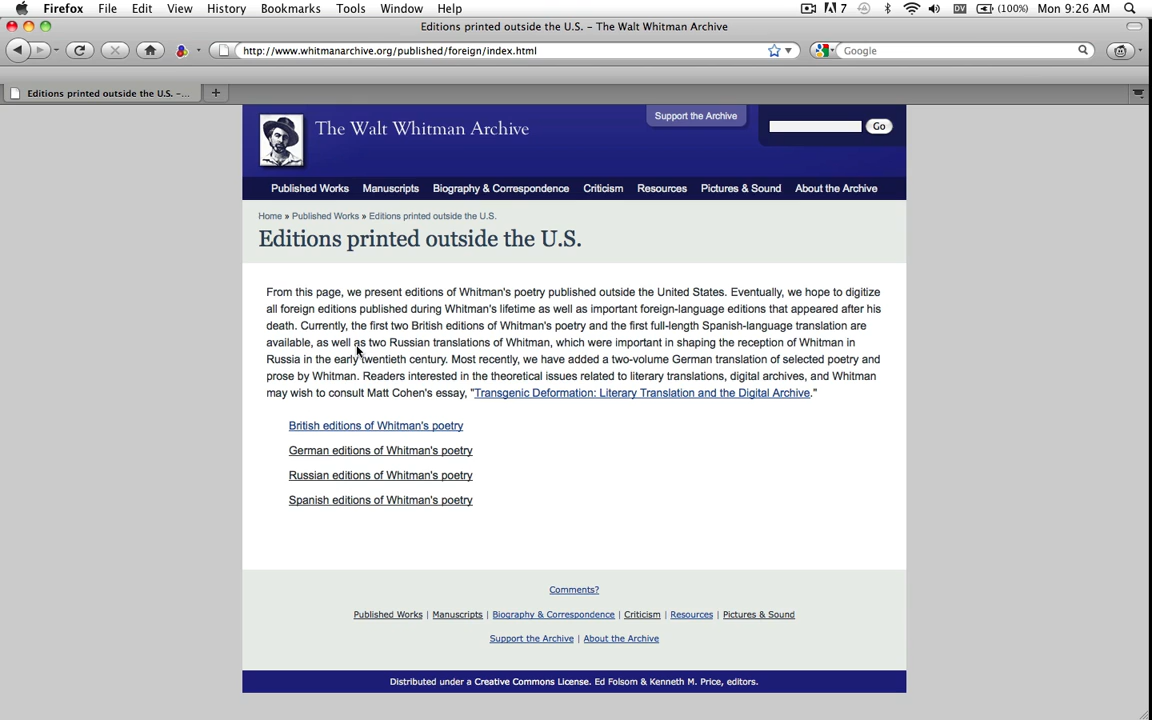 Firefox File Edit View History Bookmarks Tools Window Help 7 DV (100%) Mon 9:26 AM
Editions printed outside the U.S. – The Walt Whitman Archive
http://www.whitmanarchive.org/published/foreign/index.html Google
Editions printed outside the U.S. –... +
Support the Archive
The Walt Whitman Archive Go
Published Works Manuscripts Biography & Correspondence Criticism Resources Pictures & Sound About the Archive
Home » Published Works » Editions printed outside the U.S.
Editions printed outside the U.S.
From this page, we present editions of Whitman's poetry published outside the United States. Eventually, we hope to digitize
all foreign editions published during Whitman's lifetime as well as important foreign-language editions that appeared after his
death. Currently, the first two British editions of Whitman's poetry and the first full-length Spanish-language translation are
available, as well as two Russian translations of Whitman, which were important in shaping the reception of Whitman in
Russia in the early twentieth century. Most recently, we have added a two-volume German translation of selected poetry and
prose by Whitman. Readers interested in the theoretical issues related to literary translations, digital archives, and Whitman
may wish to consult Matt Cohen's essay, "Transgenic Deformation: Literary Translation and the Digital Archive."
British editions of Whitman's poetry
German editions of Whitman's poetry
Russian editions of Whitman's poetry
Spanish editions of Whitman's poetry
Comments?
Published Works | Manuscripts | Biography & Correspondence | Criticism | Resources | Pictures & Sound
Support the Archive | About the Archive
Distributed under a Creative Commons License. Ed Folsom & Kenneth M. Price, editors.